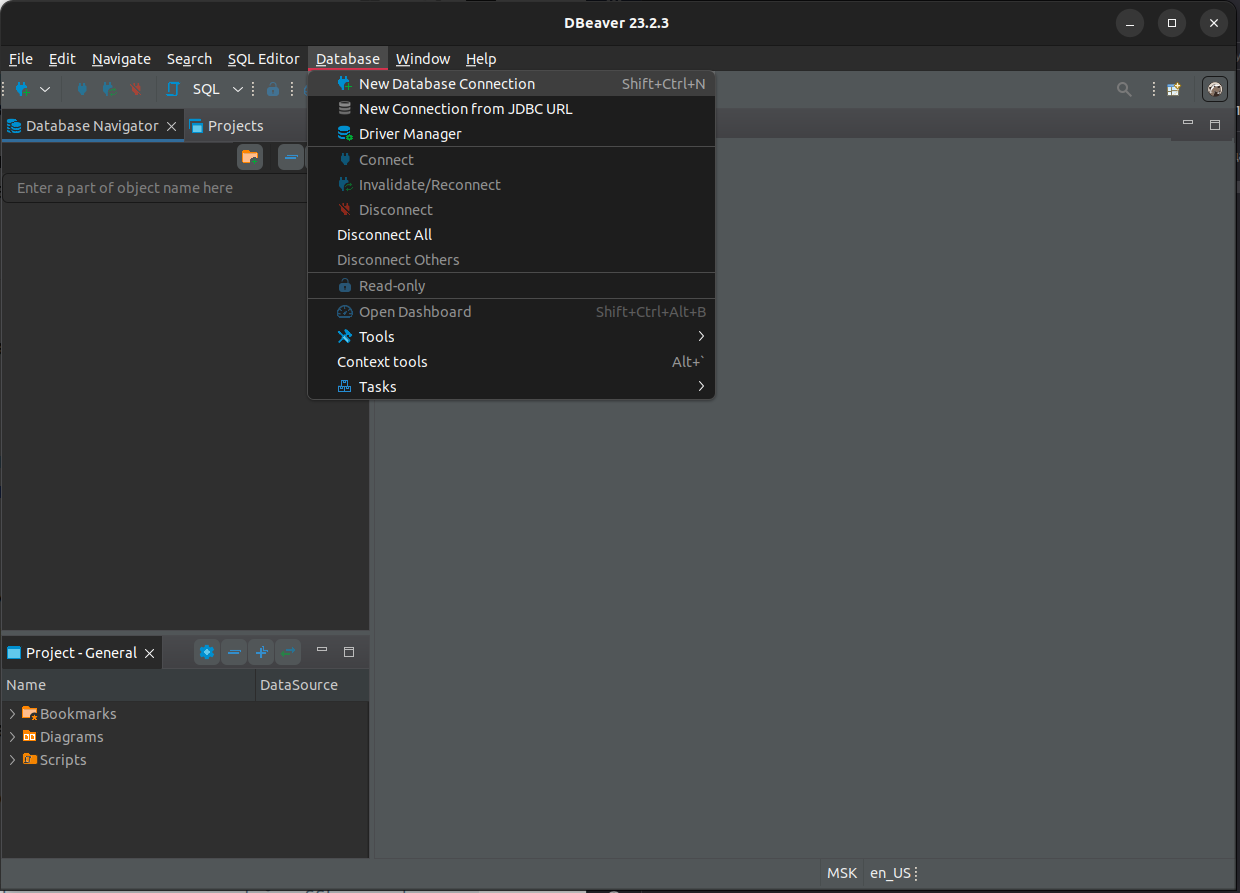 DBeaver 23.2.3
File Edit Navigate Search SQL Editor Database Window Help
SQL
New Database Connection Shift+Ctrl+N
New Connection from JDBC URL
Driver Manager
Connect
Invalidate/Reconnect
Disconnect
Disconnect All
Disconnect Others
Read-only
Open Dashboard Shift+Ctrl+Alt+B
Tools
Context tools Alt+`
Tasks
Database Navigator Projects
Enter a part of object name here
Project - General
Name DataSource
Bookmarks
Diagrams
Scripts
MSK en_US